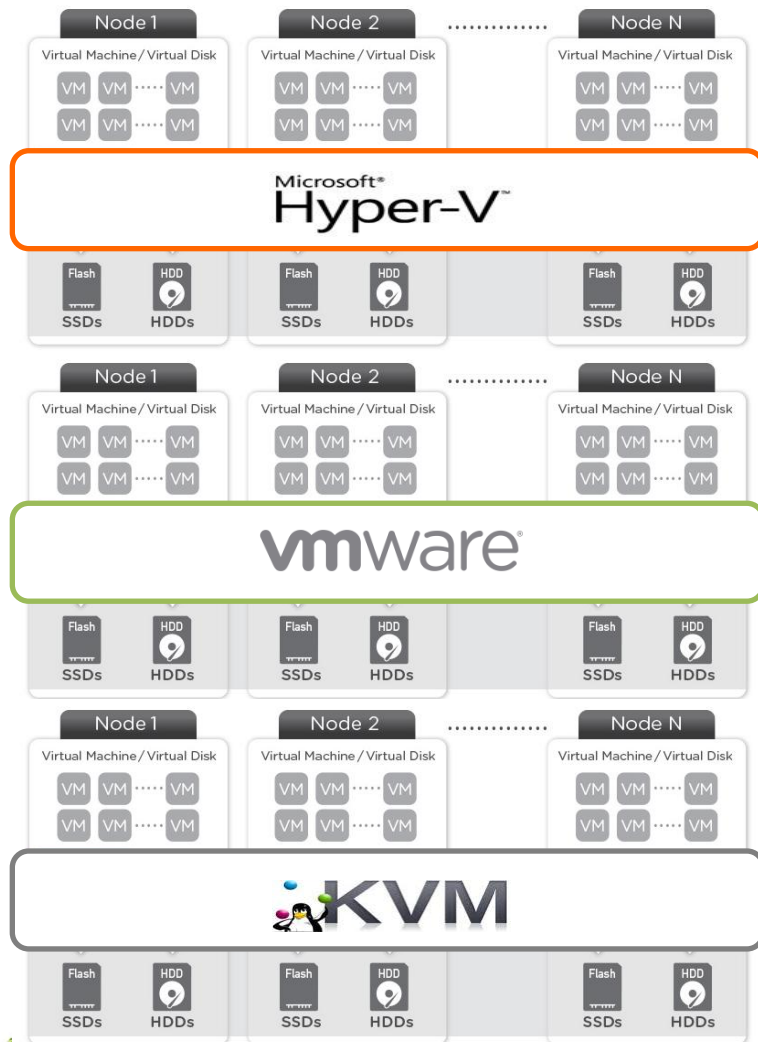 Node 1 Node 2 ............... Node N
Virtual Machine / Virtual Disk Virtual Machine / Virtual Disk Virtual Machine / Virtual Disk
VM VM ..... VM VM VM ..... VM VM VM ..... VM
VM VM ..... VM VM VM ..... VM VM VM ..... VM
Microsoft®
Hyper-V™
Flash HDD Flash HDD Flash HDD
SSDs HDDs SSDs HDDs SSDs HDDs
Node 1 Node 2 ............... Node N
Virtual Machine / Virtual Disk Virtual Machine / Virtual Disk Virtual Machine / Virtual Disk
VM VM ..... VM VM VM ..... VM VM VM ..... VM
VM VM ..... VM VM VM ..... VM VM VM ..... VM
vmware®
Flash HDD Flash HDD Flash HDD
SSDs HDDs SSDs HDDs SSDs HDDs
Node 1 Node 2 ............... Node N
Virtual Machine / Virtual Disk Virtual Machine / Virtual Disk Virtual Machine / Virtual Disk
VM VM ..... VM VM VM ..... VM VM VM ..... VM
VM VM ..... VM VM VM ..... VM VM VM ..... VM
KVM
Flash HDD Flash HDD Flash HDD
SSDs HDDs SSDs HDDs SSDs HDDs